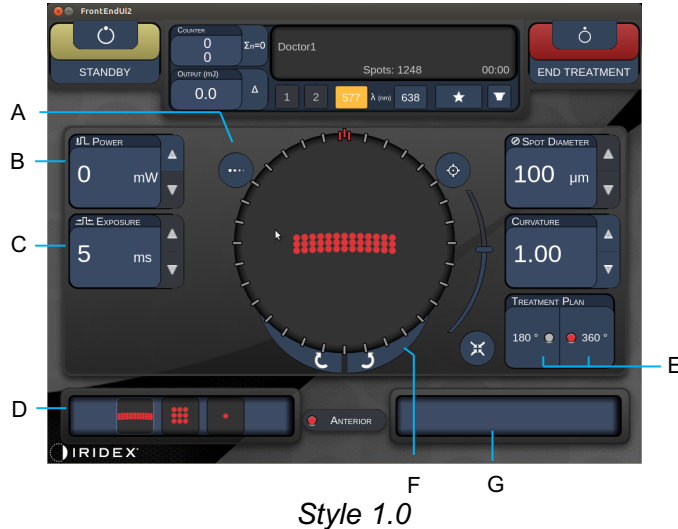 FrontEndUi2
STANDBY
COUNTER
0
0
Σn=0
OUTPUT (mJ)
0.0
Δ
Doctor1
Spots: 1248
00:00
1
2
577
λ (nm)
638
END TREATMENT
A
B
POWER
0
mW
C
EXPOSURE
5
ms
SPOT DIAMETER
100
μm
CURVATURE
1.00
TREATMENT PLAN
180 °
360 °
E
D
ANTERIOR
IRIDEX
F
G
Style 1.0